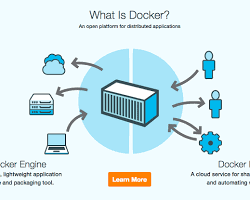 What Is Docker?
An open platform for distributed applications
cker Engine
, lightweight application
e and packaging tool.
Learn More
Docker
A cloud service for sha
and automating